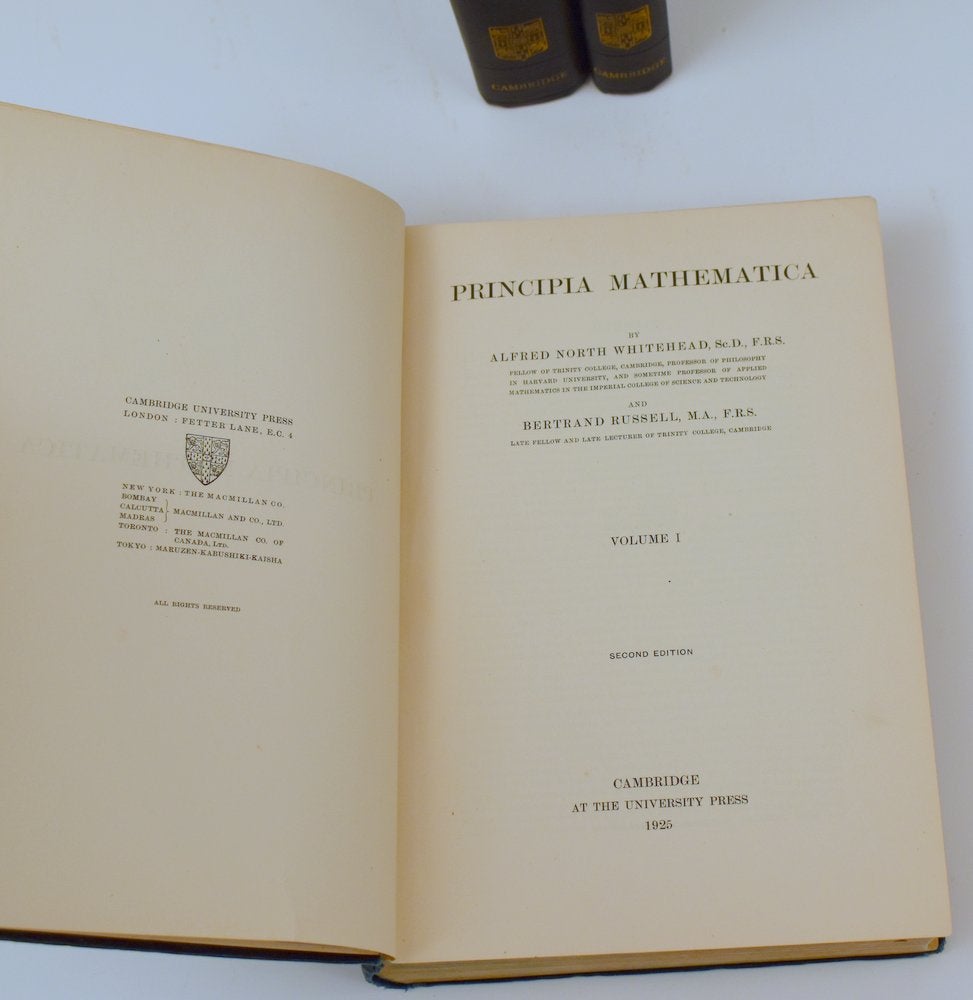 CAMBRIDGE
CAMBRIDGE
CAMBRIDGE UNIVERSITY PRESS
LONDON : FETTER LANE, E.C. 4
NEW YORK : THE MACMILLAN CO.
BOMBAY
CALCUTTA } MACMILLAN AND CO., LTD.
MADRAS
TORONTO : THE MACMILLAN CO. OF
CANADA, LTD.
TOKYO : MARUZEN-KABUSHIKI-KAISHA
ALL RIGHTS RESERVED
PRINCIPIA MATHEMATICA
BY
ALFRED NORTH WHITEHEAD, Sc.D., F.R.S.
FELLOW OF TRINITY COLLEGE, CAMBRIDGE, PROFESSOR OF PHILOSOPHY
IN HARVARD UNIVERSITY, AND SOMETIME PROFESSOR OF APPLIED
MATHEMATICS IN THE IMPERIAL COLLEGE OF SCIENCE AND TECHNOLOGY
AND
BERTRAND RUSSELL, M.A., F.R.S.
LATE FELLOW AND LATE LECTURER OF TRINITY COLLEGE, CAMBRIDGE
VOLUME I
SECOND EDITION
CAMBRIDGE
AT THE UNIVERSITY PRESS
1925